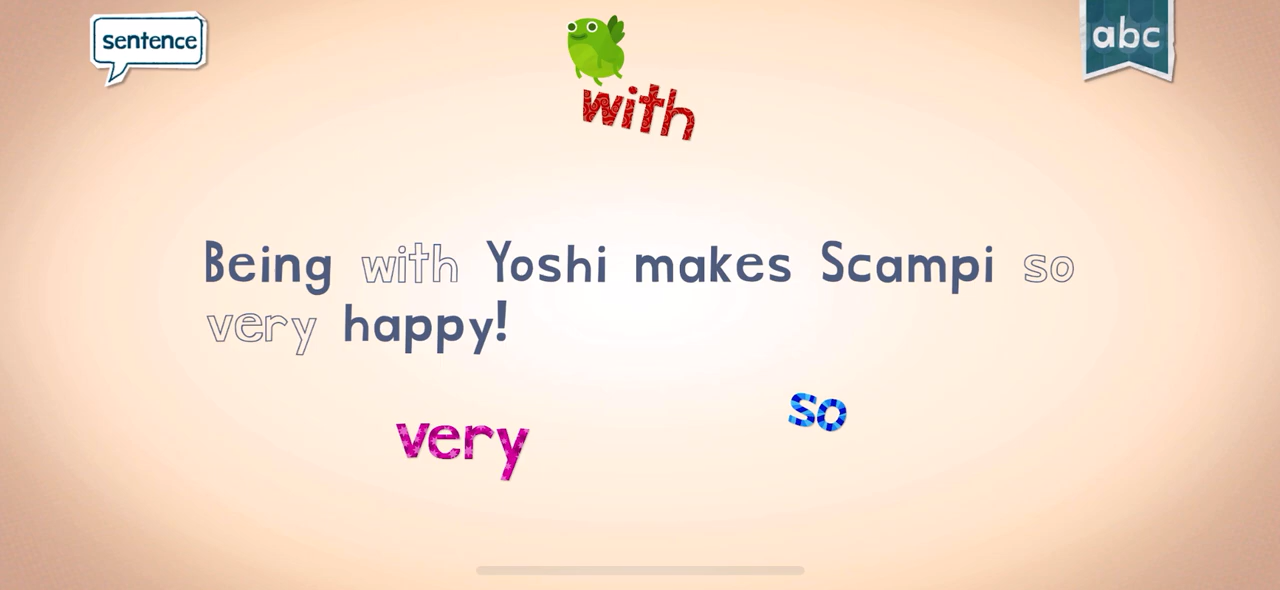 sentence
abc
with
Being with Yoshi makes Scampi so
very happy!
so
very